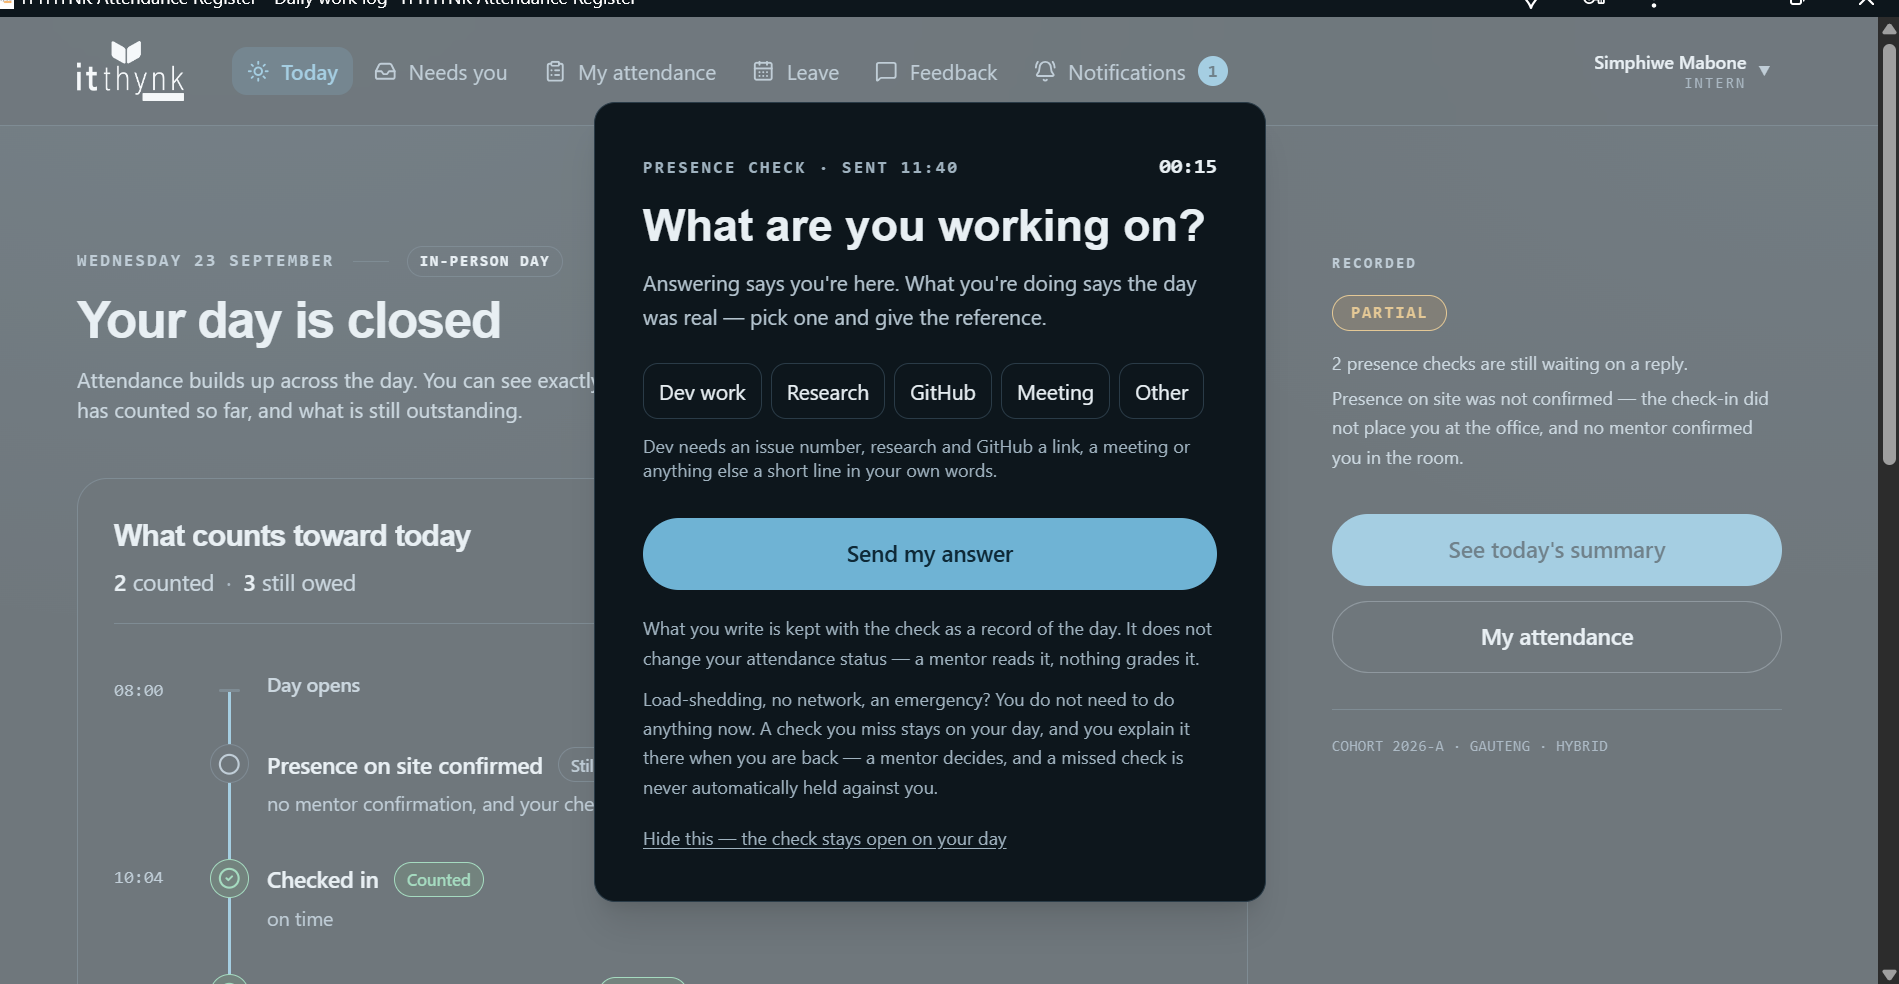 ITTHYNK Attendance Register - Daily work log - ITTHYNK Attendance Register
itthynk
Today
Needs you
My attendance
Leave
Feedback
Notifications 1
Simphiwe Mabone
INTERN
WEDNESDAY 23 SEPTEMBER
IN-PERSON DAY
Your day is closed
Attendance builds up across the day. You can see exactly
has counted so far, and what is still outstanding.
What counts toward today
2 counted · 3 still owed
08:00
Day opens
Presence on site confirmed
no mentor confirmation, and your
10:04
Checked in
Counted
on time
PRESENCE CHECK · SENT 11:40
00:15
What are you working on?
Answering says you're here. What you're doing says the day
was real — pick one and give the reference.
Dev work
Research
GitHub
Meeting
Other
Dev needs an issue number, research and GitHub a link, a meeting or
anything else a short line in your own words.
Send my answer
What you write is kept with the check as a record of the day. It does not
change your attendance status — a mentor reads it, nothing grades it.
Load-shedding, no network, an emergency? You do not need to do
anything now. A check you miss stays on your day, and you explain it
there when you are back — a mentor decides, and a missed check is
never automatically held against you.
Hide this — the check stays open on your day
RECORDED
PARTIAL
2 presence checks are still waiting on a reply.
Presence on site was not confirmed — the check-in did
not place you at the office, and no mentor confirmed
you in the room.
See today's summary
My attendance
COHORT 2026-A · GAUTENG · HYBRID